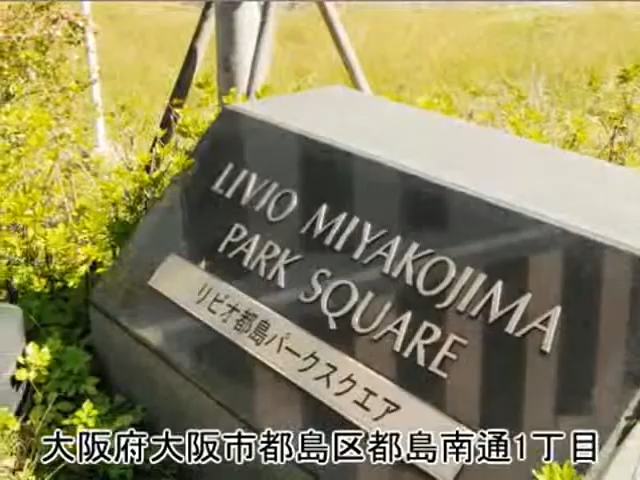 LIVIO MIYAKOJIMA
PARK SQUARE
リビオ都島パークスクエア
大阪府大阪市都島区都島南通1丁目